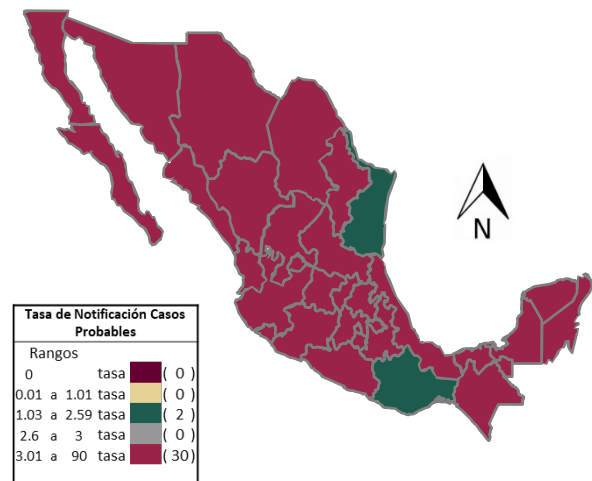 N
Tasa de Notificación Casos
Probables
Rangos
0 tasa ( 0 )
0.01 a 1.01 tasa ( 0 )
1.03 a 2.59 tasa ( 2 )
2.6 a 3 tasa ( 0 )
3.01 a 90 tasa ( 30 )